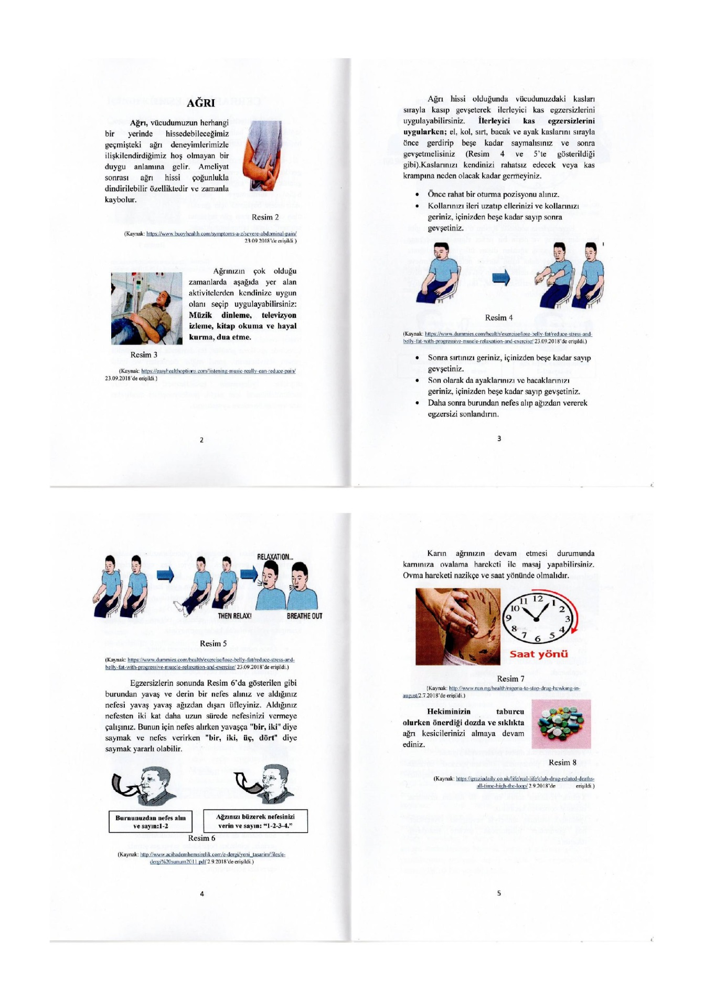 AĞRI
Ağrı, vücudumuzun herhangi
bir yerinde hissedebileceğimiz
geçmişteki ağrı deneyimlerimizle
ilişkilendirdiğimiz hoş olmayan bir
duygu anlamına gelir. Ameliyat
sonrası ağrı hissi çoğunlukla
dindirilebilir özelliktedir ve zamanla
kaybolur.
Resim 2
(Kaynak: https://www.buoyhealth.com/symptoms-a-z/severe-abdominal-pain/
23.09.2018'de erişildi.)
Ağrınızın çok olduğu
zamanlarda aşağıda yer alan
aktivitelerden kendinize uygun
olanı seçip uygulayabilirsiniz:
Müzik dinleme, televizyon
izleme, kitap okuma ve hayal
kurma, dua etme.
Resim 3
(Kaynak: https://easyhealthoptions.com/listening-music-really-can-reduce-pain/
23.09.2018'de erişildi.)
2
Ağrı hissi olduğunda vücudunuzdaki kasları
sırayla kasıp gevşeterek ilerleyici kas egzersizlerini
uygulayabilirsiniz. İlerleyici kas egzersizlerini
uygularken; el, kol, sırt, bacak ve ayak kaslarını sırayla
önce gerdirip beşe kadar saymalısınız ve sonra
gevşetmelisiniz (Resim 4 ve 5'te gösterildiği
gibi).Kaslarınızı kendinizi rahatsız edecek veya kas
krampına neden olacak kadar germeyiniz.
• Önce rahat bir oturma pozisyonu alınız.
• Kollarınızı ileri uzatıp ellerinizi ve kollarınızı
geriniz, içinizden beşe kadar sayıp sonra
gevşetiniz.
Resim 4
(Kaynak: https://www.dummies.com/health/exercise/lose-belly-fat/reduce-stress-and-
belly-fat-with-progressive-muscle-relaxation-and-exercise/ 23.09.2018'de erişildi.)
• Sonra sırtınızı geriniz, içinizden beşe kadar sayıp
gevşetiniz.
• Son olarak da ayaklarınızı ve bacaklarınızı
geriniz, içinizden beşe kadar sayıp gevşetiniz.
• Daha sonra burundan nefes alıp ağızdan vererek
egzersizi sonlandırın.
3
RELAXATION...
THEN RELAX!
BREATHE OUT
Resim 5
(Kaynak: https://www.dummies.com/health/exercise/lose-belly-fat/reduce-stress-and-
belly-fat-with-progressive-muscle-relaxation-and-exercise/ 23.09.2018'de erişildi.)
Egzersizlerin sonunda Resim 6'da gösterilen gibi
burundan yavaş ve derin bir nefes alınız ve aldığınız
nefesi yavaş yavaş ağızdan dışarı üfleyiniz. Aldığınız
nefesten iki kat daha uzun sürede nefesinizi vermeye
çalışınız. Bunun için nefes alırken yavaşça "bir, iki" diye
saymak ve nefes verirken "bir, iki, üç, dört" diye
saymak yararlı olabilir.
Burnunuzdan nefes alın
ve sayın:1-2
Ağzınızı büzerek nefesinizi
verin ve sayın: "1-2-3-4."
Resim 6
(Kaynak: http://www.acibademhemsirelik.com/e-dergi/yeni_tasarim/files/e-
dergi%20sunum2011.pdf 2.9.2018'de erişildi.)
4
Karın ağrınızın devam etmesi durumunda
karnınıza ovalama hareketi ile masaj yapabilirsiniz.
Ovma hareketi nazikçe ve saat yönünde olmalıdır.
12
1
2
3
4
5
6
7
8
9
10
11
Saat yönü
Resim 7
(Kaynak: http://www.nan.ng/health/nigeria-to-stop-drug-hawking-in-
august/2.7.2018'de erişildi.)
Hekiminizin taburcu
olurken önerdiği dozda ve sıklıkta
ağrı kesicilerinizi almaya devam
ediniz.
Resim 8
(Kaynak: https://graziadaily.co.uk/life/real-life/club-drug-related-deaths-
all-time-high-the-loop/ 2.9.2018'de erişildi.)
5